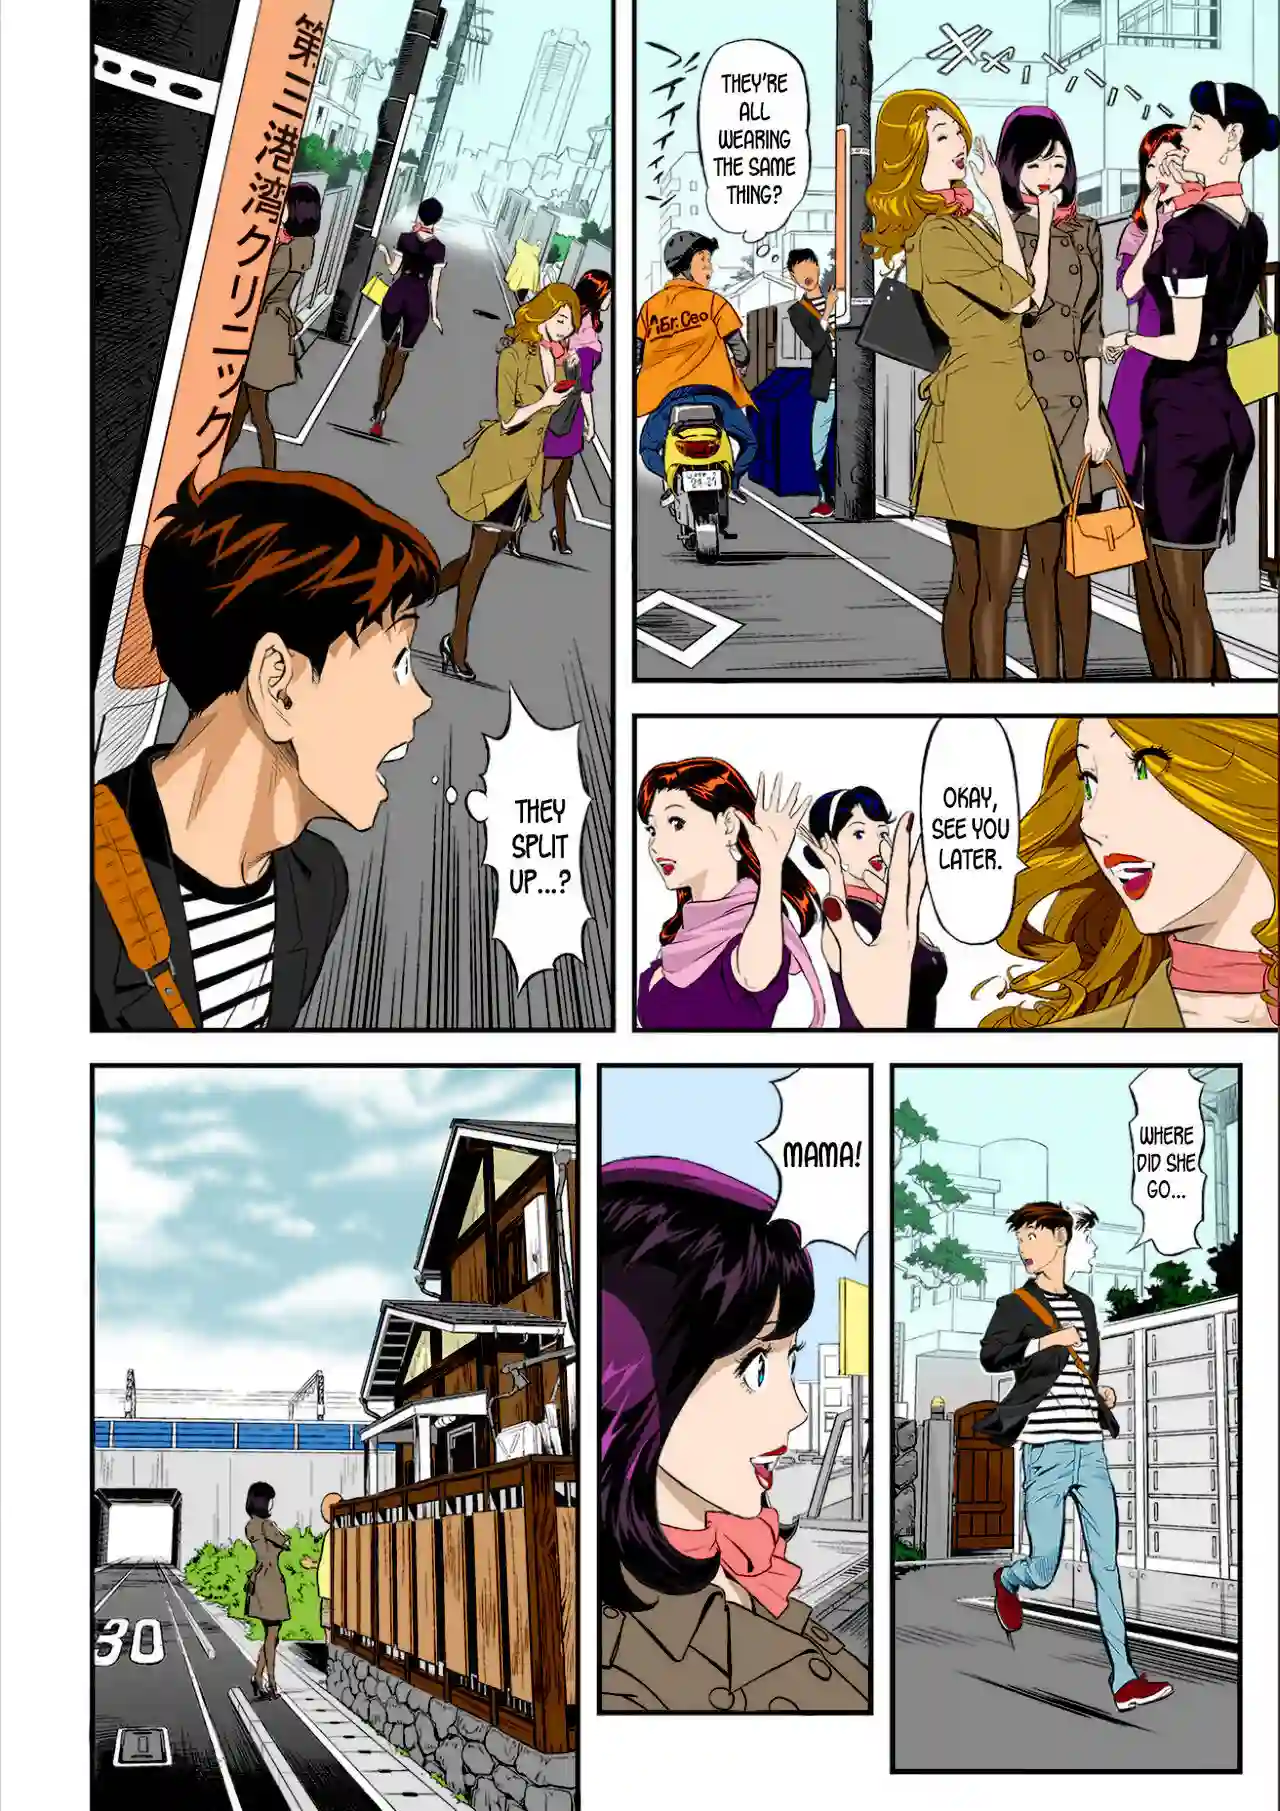 THEY'RE
ALL
WEARING
THE SAME
THING?
OKAY,
SEE YOU
LATER.
第三港湾クリニック
THEY
SPLIT
UP...?
WHERE
DID SHE
GO...
MAMA!
30